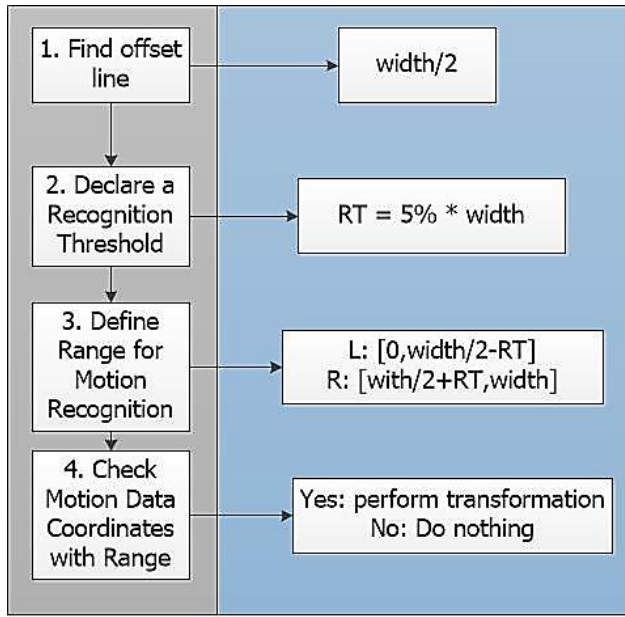 1. Find offset
line
width/2
2. Declare a
Recognition
Threshold
RT = 5% * width
3. Define
Range for
Motion
Recognition
L: [0,width/2-RT]
R: [with/2+RT,width]
4. Check
Motion Data
Coordinates
with Range
Yes: perform transformation
No: Do nothing